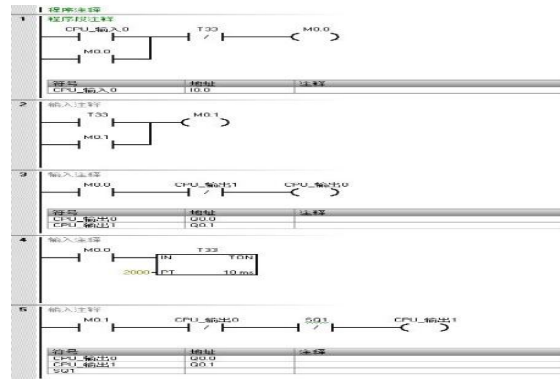 程序注释
1 程序段注释
CPU_输入0 T33 M0.0
M0.0
符号 地址 注释
CPU_输入0 I0.0
2 输入注释
T33 M0.1
M0.1
3 输入注释
M0.0 CPU_输出1 CPU_输出0
符号 地址 注释
CPU_输出0 Q0.0
CPU_输出1 Q0.1
4 输入注释
M0.0 T33
IN TON
2000 PT 10 ms
5 输入注释
M0.1 CPU_输出0 SQ1 CPU_输出1
符号 地址 注释
CPU_输出0 Q0.0
CPU_输出1 Q0.1
SQ1